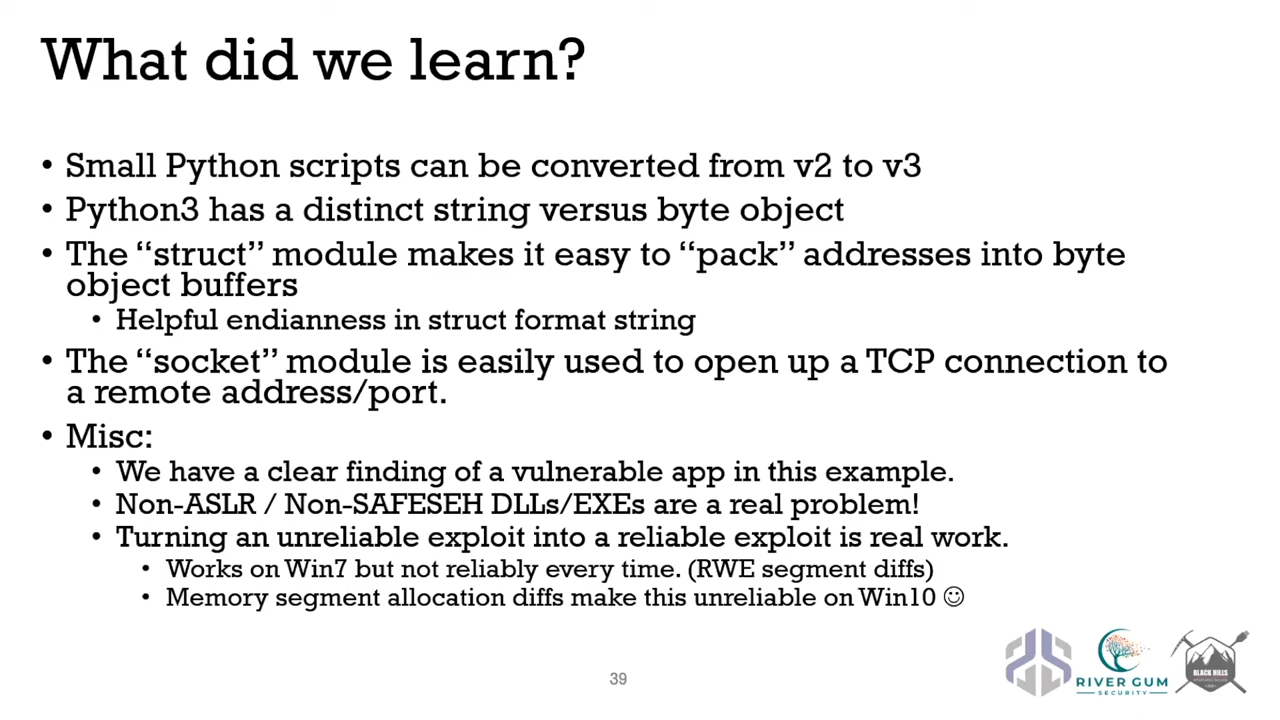 What did we learn?
• Small Python scripts can be converted from v2 to v3
• Python3 has a distinct string versus byte object
• The “struct” module makes it easy to “pack” addresses into byte
object buffers
• Helpful endianness in struct format string
• The “socket” module is easily used to open up a TCP connection to
a remote address/port.
• Misc:
• We have a clear finding of a vulnerable app in this example.
• Non-ASLR / Non-SAFESEH DLLs/EXEs are a real problem!
• Turning an unreliable exploit into a reliable exploit is real work.
• Works on Win7 but not reliably every time. (RWE segment diffs)
• Memory segment allocation diffs make this unreliable on Win10 ☺
39
RIVER GUM
SECURITY
BLACK HILLS